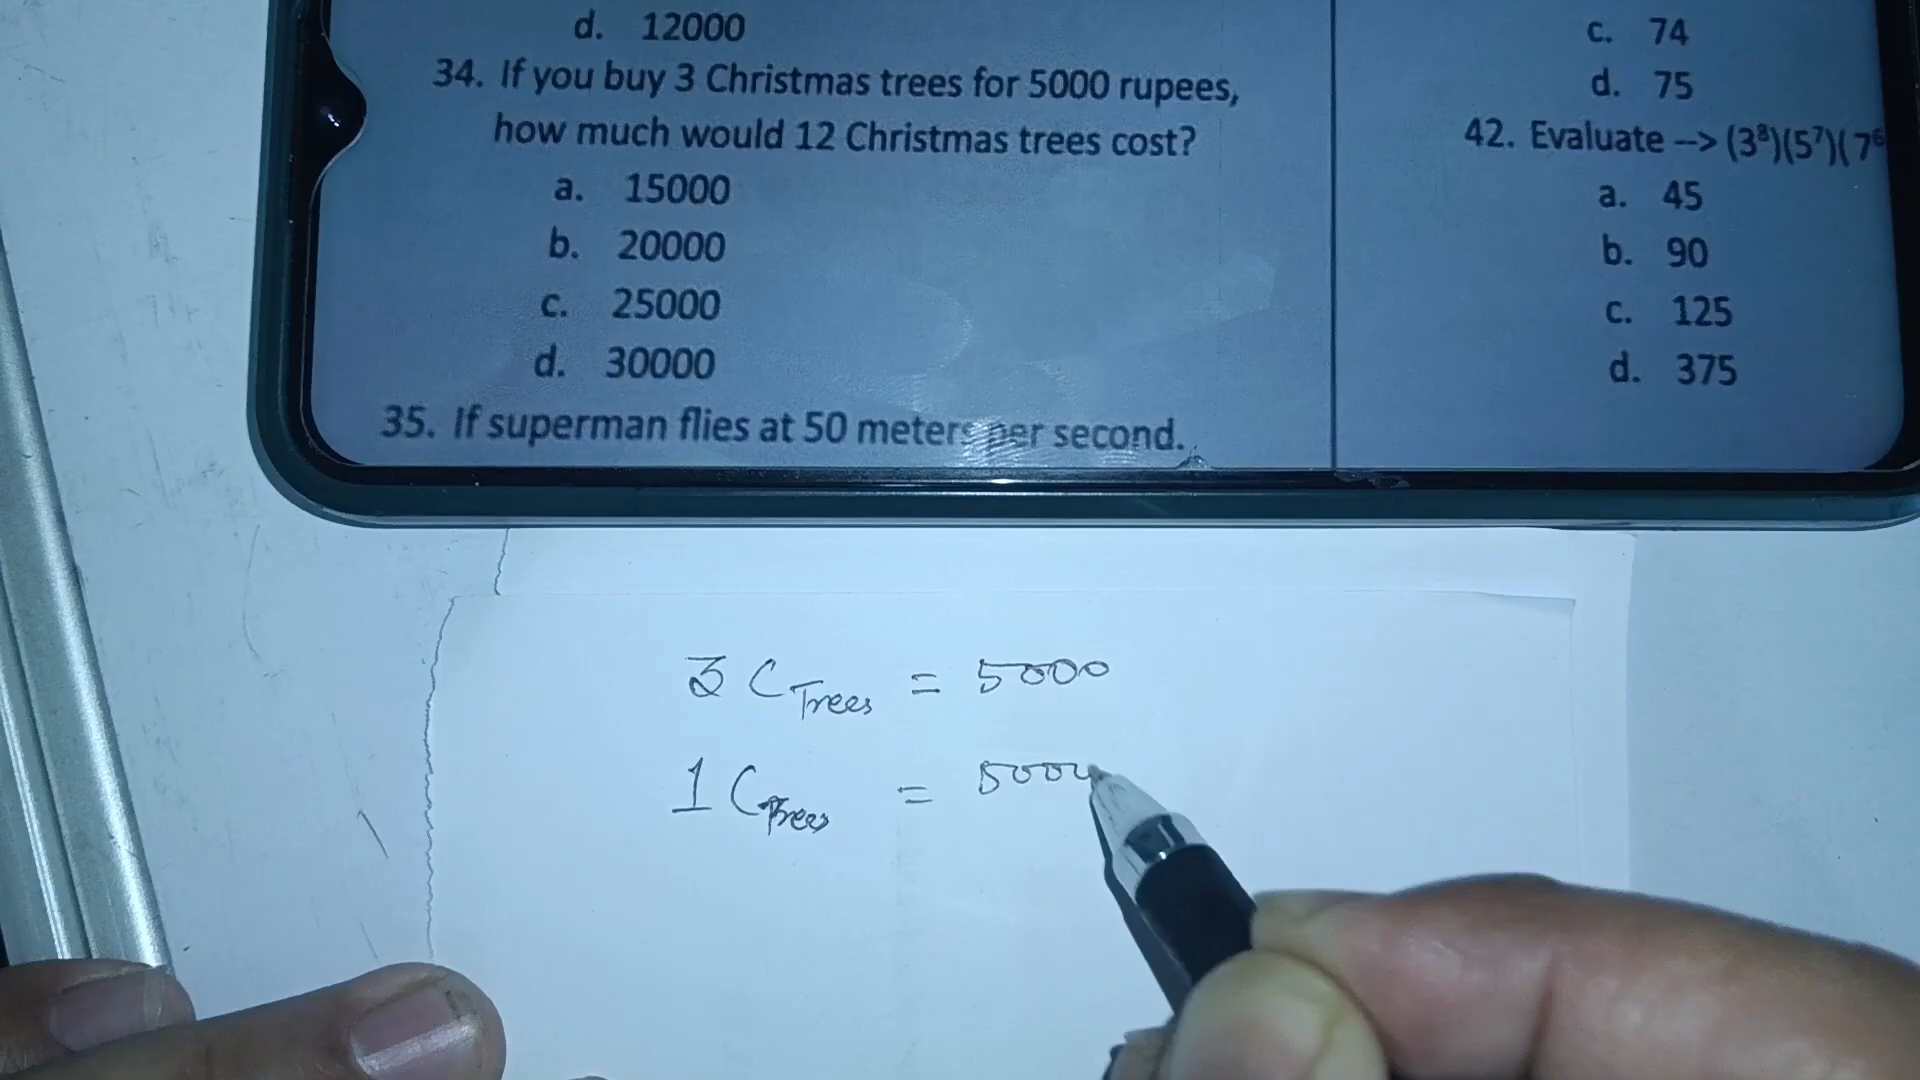 d. 12000
34. If you buy 3 Christmas trees for 5000 rupees,
how much would 12 Christmas trees cost?
a. 15000
b. 20000
c. 25000
d. 30000
35. If superman flies at 50 meters per second.
c. 74
d. 75
42. Evaluate --> (3⁸)(5⁷)(7⁶
a. 45
b. 90
c. 125
d. 375
3 C Trees = 5000
1 C Trees = 5000